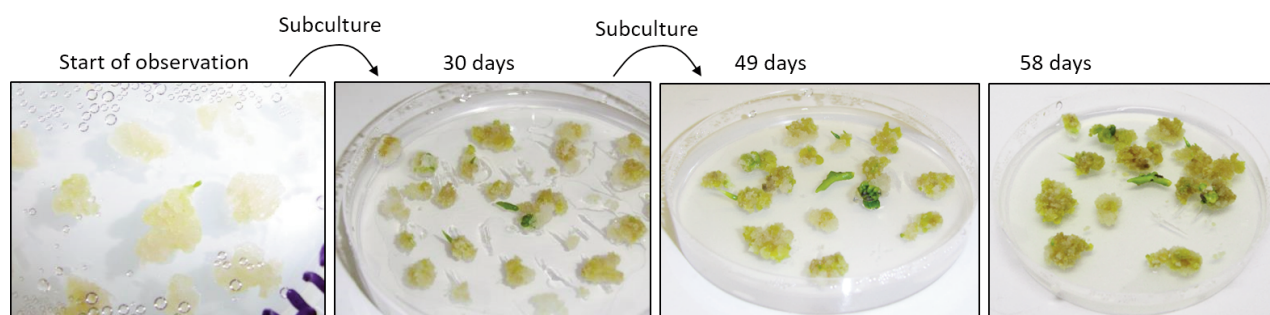 Subculture
Subculture
Start of observation
30 days
49 days
58 days